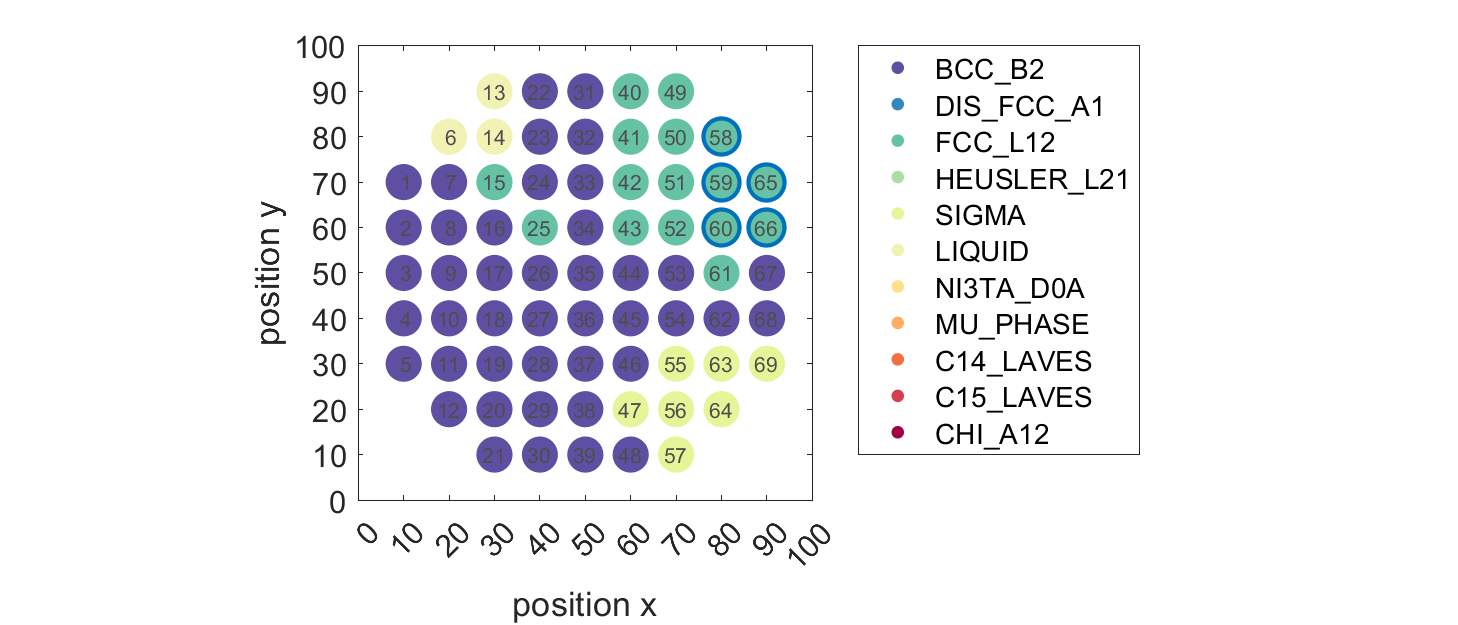 100
90
80
70
60
50
40
30
20
10
0
position y
13 22 31 40 49
6 14 23 32 41 50 58
1 7 15 24 33 42 51 59 65
2 8 16 25 34 43 52 60 66
3 9 17 26 35 44 53 61 67
4 10 18 27 36 45 54 62 68
5 11 19 28 37 46 55 63 69
12 20 29 38 47 56 64
21 30 39 48 57
0 10 20 30 40 50 60 70 80 90 100
position x
BCC_B2
DIS_FCC_A1
FCC_L12
HEUSLER_L21
SIGMA
LIQUID
NI3TA_D0A
MU_PHASE
C14_LAVES
C15_LAVES
CHI_A12